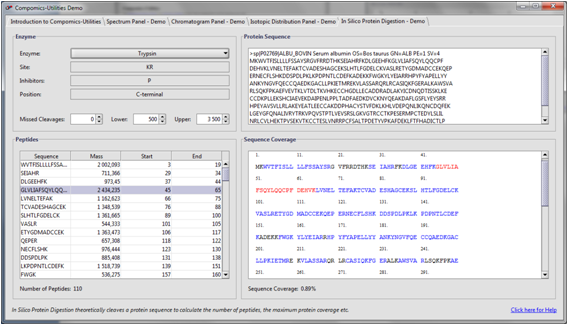 Compomics-Utilities Demo
Introduction to Compomics-Utilities Spectrum Panel - Demo Chromatogram Panel - Demo Isotopic Distribution Panel - Demo In Silico Protein Digestion - Demo
Enzyme
Enzyme: Trypsin
Site: KR
Inhibitors: P
Position: C-terminal
Missed Cleavages: 0 Lower: 500 Upper: 3 500
Protein Sequence
>sp|P02769|ALBU_BOVIN Serum albumin OS=Bos taurus GN=ALB PE=1 SV=4
MKWVTFISLLLLFSSAYSRGVFRRDTHKSEIAHRFKDLGEEHFKGLVLIAFSQYLQQCPF
DEHVKLVNELTEFAKTCVADESHAGCEKSLHTLFGDELCKVASLRETYGDMADCCEKQEP
ERNECFLSHKDDSPDLPKLKPDPNTLCDEFKADEKKFWGKYLYEIARRHPYFYAPELLYY
ANKYNGVFQECCQAEDKGACLLPKIETMREKVLASSARQRLRCASIQKFGERALKAWSVA
RLSQKFPKAEFVEVTKLVTDLTKVHKECCHGDLLECADDRADLAKYICDNQDTISSKLKE
CCDKPLLEKSHCIAEVEKDAIPENLPPLTADFAEDKDVCKNYQEAKDAFLGSFLYEYSRR
HPEYAVSVLLRLAKEYEATLEECCAKDDPHACYSTVFDKLKHLVDEPQNLIKQNCDQFEK
LGEYGFQNALIVRYTRKVPQVSTPTLVEVSRSLGKVGTRCCTKPESERMPCTEDYLSLIL
NRLCVLHEKTPVSEKVTKCCTESLVNRRPCFSALTPDETYVPKAFDEKLFTFHADICTLP
Peptides
Sequence Mass Start End
WVTFISLLLLFSSA... 2 002,093 3 19
SEIAHR 711,366 29 34
DLGEEHFK 973,45 37 44
GLVLIAFSQYLQQ... 2 434,235 45 65
LVNELTEFAK 1 162,623 66 75
TCVADESHAGCEK 1 348,539 76 88
SLHTLFGDELCK 1 361,665 89 100
VASLR 544,333 101 105
ETYGDMADCCEK 1 363,473 106 117
QEPER 657,308 118 122
NECFLSHK 976,444 123 130
DDSPDLPK 885,408 131 138
LKPDPNTLCDEFK 1 518,739 139 151
FWGK 536,275 157 160
Number of Peptides: 110
Sequence Coverage
1. 11. 21. 31. 41.
MKWVTFISLL LLFSSAYSRG VFRRDTHKSE IAHRFKDLGE EHFKGLVLIA
51. 61. 71. 81. 91.
FSQYLQQCPF DEHVKLVNEL TEFAKTCVAD ESHAGCEKSL HTLFGDELCK
101. 111. 121. 131. 141.
VASLRETYGD MADCCEKQEP ERNECFLSHK DDSPDLPKLK PDPNTLCDEF
151. 161. 171. 181. 191.
KADEKKFWGK YLYEIARRHP YFYAPELLYY ANKYNGVFQE CCQAEDKGAC
201. 211. 221. 231. 241.
LLPKIETMRE KVLASSARQR LRCASIQKFG ERALKAWSVA RLSQKFPKAE
251. 261. 271. 281. 291.
Sequence Coverage: 0.89%
In Silico Protein Digestion theoretically cleaves a protein sequence to calculate the number of peptides, the maximum protein coverage etc.
Click here for Help